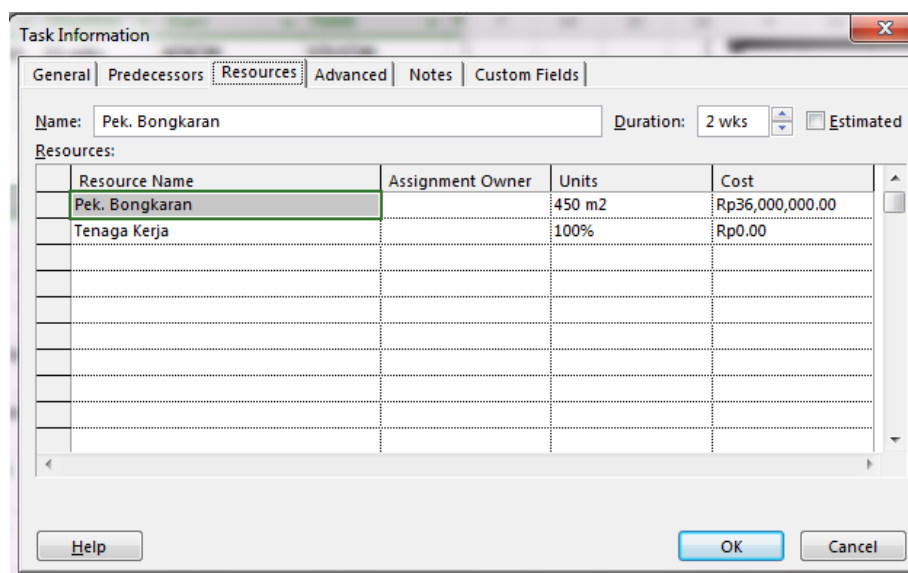 Task Information
General Predecessors Resources Advanced Notes Custom Fields
Name: Pek. Bongkaran Duration: 2 wks Estimated
Resources:
Resource Name Assignment Owner Units Cost
Pek. Bongkaran 450 m2 Rp36,000,000.00
Tenaga Kerja 100% Rp0.00
Help OK Cancel